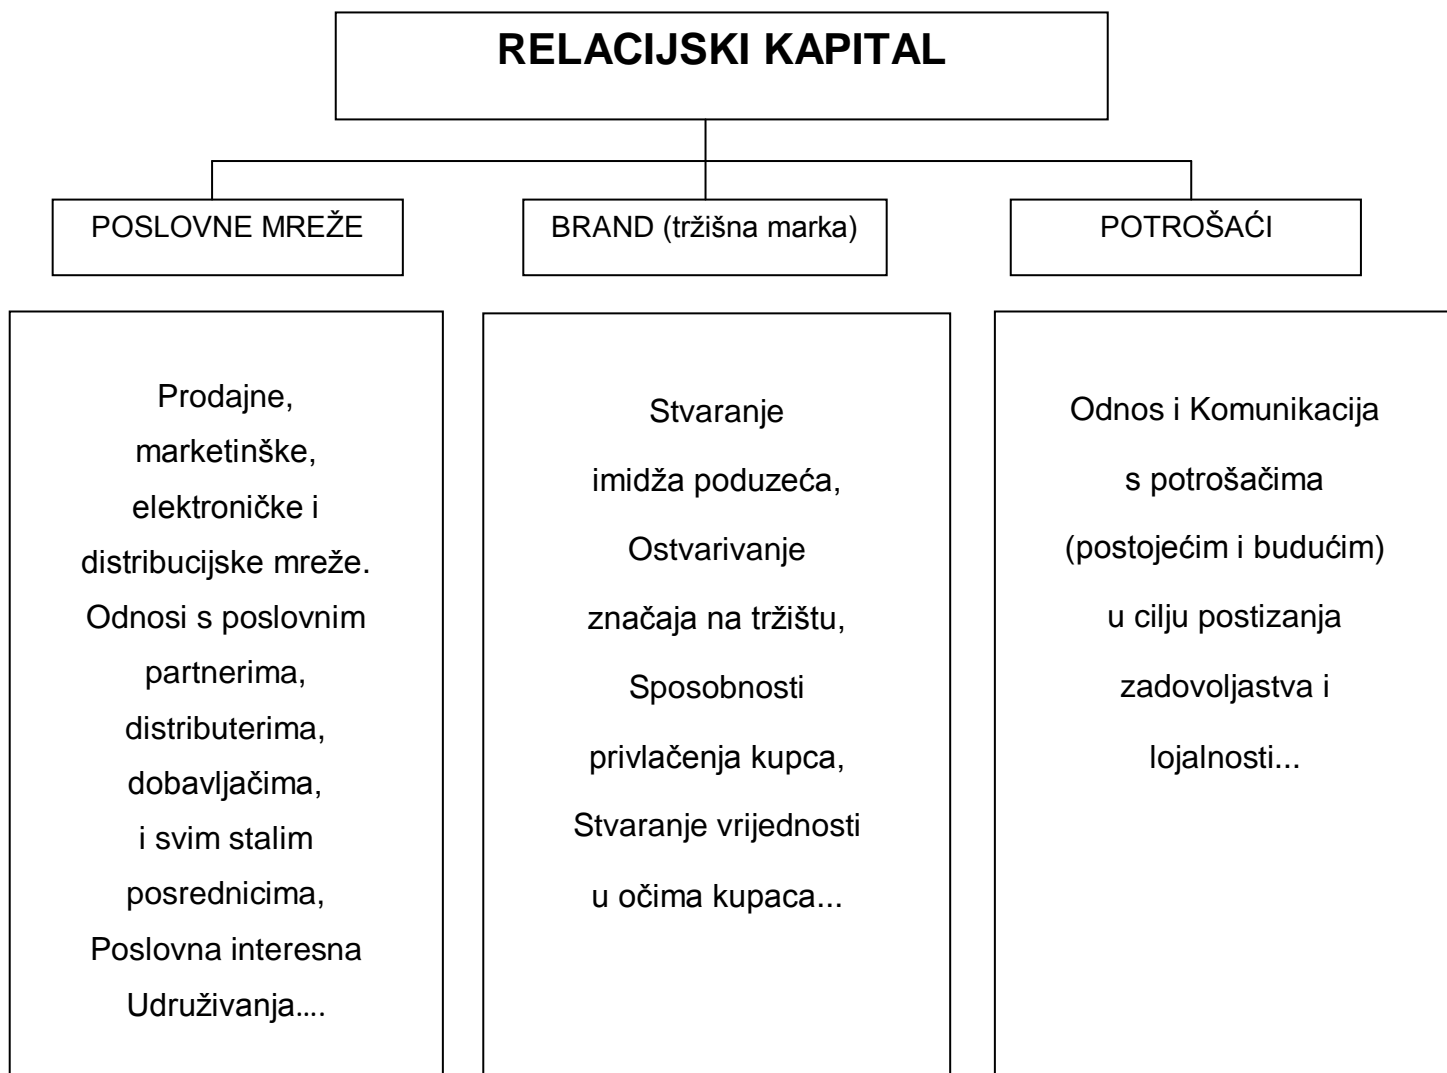 RELACIJSKI KAPITAL
POSLOVNE MREŽE
BRAND (tržišna marka)
POTROŠAĆI
Prodajne,
marketinške,
elektroničke i
distribucijske mreže.
Odnosi s poslovnim
partnerima,
distributerima,
dobavljačima,
i svim stalim
posrednicima,
Poslovna interesna
Udruživanja....
Stvaranje
imidža poduzeća,
Ostvarivanje
značaja na tržištu,
Sposobnosti
privlačenja kupca,
Stvaranje vrijednosti
u očima kupaca...
Odnos i Komunikacija
s potrošačima
(postojećim i budućim)
u cilju postizanja
zadovoljastva i
lojalnosti...